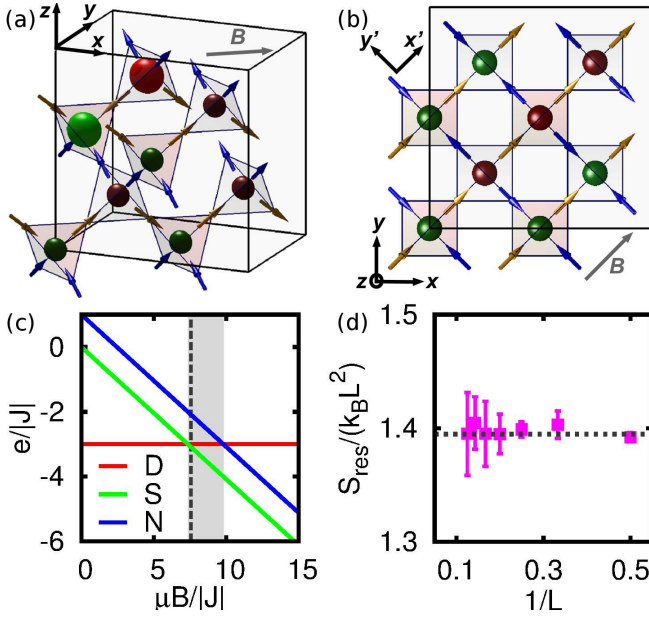 (a)
z
y
x
B
(b)
y'
x'
y
z
x
B
(c)
e/|J|
0
-2
-4
-6
D
S
N
0
5
10
15
μB/|J|
(d)
S_res/(k_B L^2)
1.5
1.4
1.3
0.1
0.3
0.5
1/L